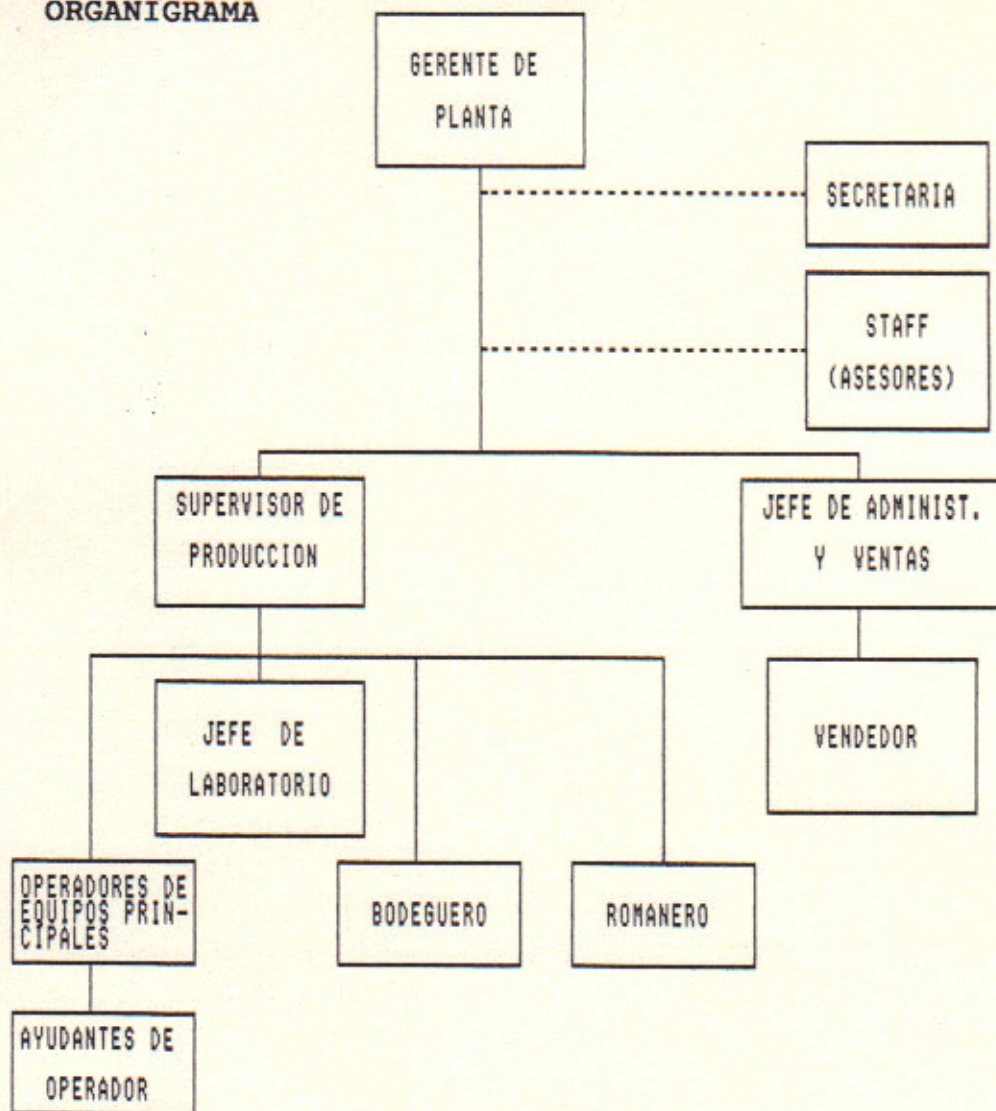 ORGANIGRAMA
GERENTE DE
PLANTA
SECRETARIA
STAFF
(ASESORES)
SUPERVISOR DE
PRODUCCION
JEFE DE ADMINIST.
Y VENTAS
JEFE DE
LABORATORIO
VENDEDOR
OPERADORES DE
EQUIPOS PRIN-
CIPALES
BODEGUERO
ROMANERO
AYUDANTES DE
OPERADOR